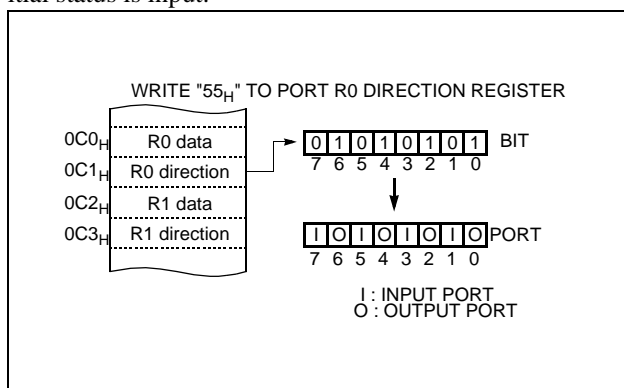 itial status is input.
WRITE "55H" TO PORT R0 DIRECTION REGISTER
0C0H R0 data 0 1 0 1 0 1 0 1 BIT
0C1H R0 direction 7 6 5 4 3 2 1 0
0C2H R1 data
0C3H R1 direction I O I O I O I O PORT
7 6 5 4 3 2 1 0
I : INPUT PORT
O : OUTPUT PORT